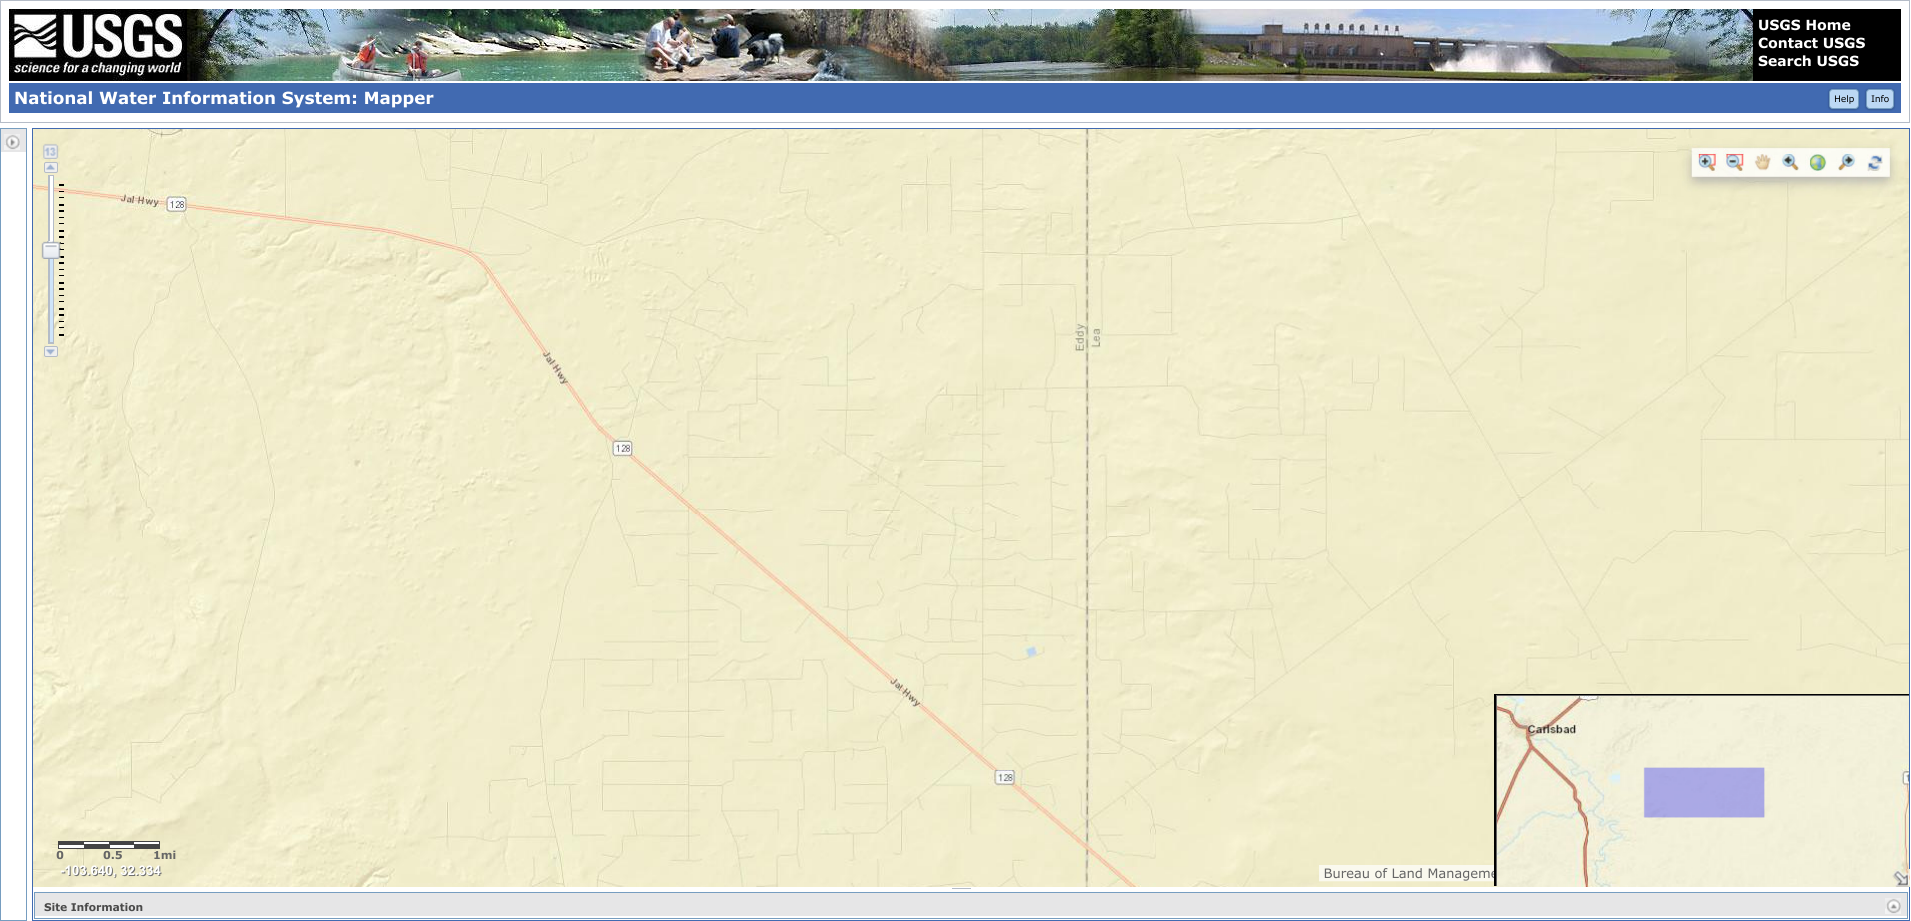 USGS
science for a changing world
USGS Home
Contact USGS
Search USGS
National Water Information System: Mapper
Help
Info
13
Jal Hwy
128
Eddy
Lea
Jal Hwy
128
Jal Hwy
128
Carlsbad
0 0.5 1mi
-103.640, 32.334
Bureau of Land Manageme
Site Information